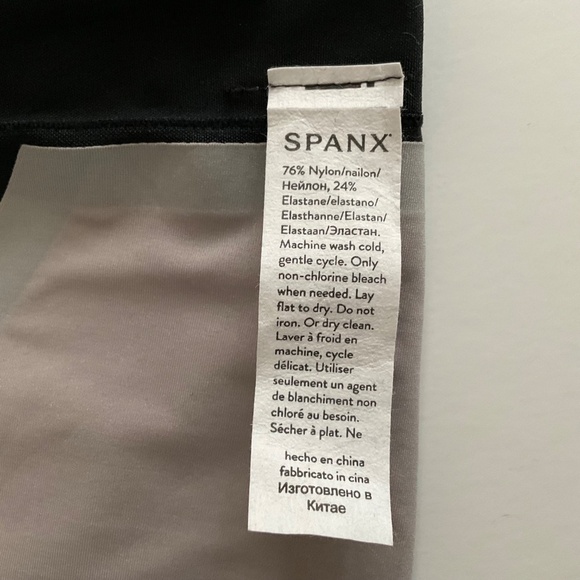 SPANX
76% Nylon/nailon/
Нейлон, 24%
Elastane/elastano/
Elasthanne/Elastan/
Elastaan/Эластан.
Machine wash cold,
gentle cycle. Only
non-chlorine bleach
when needed. Lay
flat to dry. Do not
iron. Or dry clean.
Laver à froid en
machine, cycle
délicat. Utiliser
seulement un agent
de blanchiment non
chloré au besoin.
Sécher à plat. Ne
hecho en china
fabbricato in cina
Изготовлено в
Китае